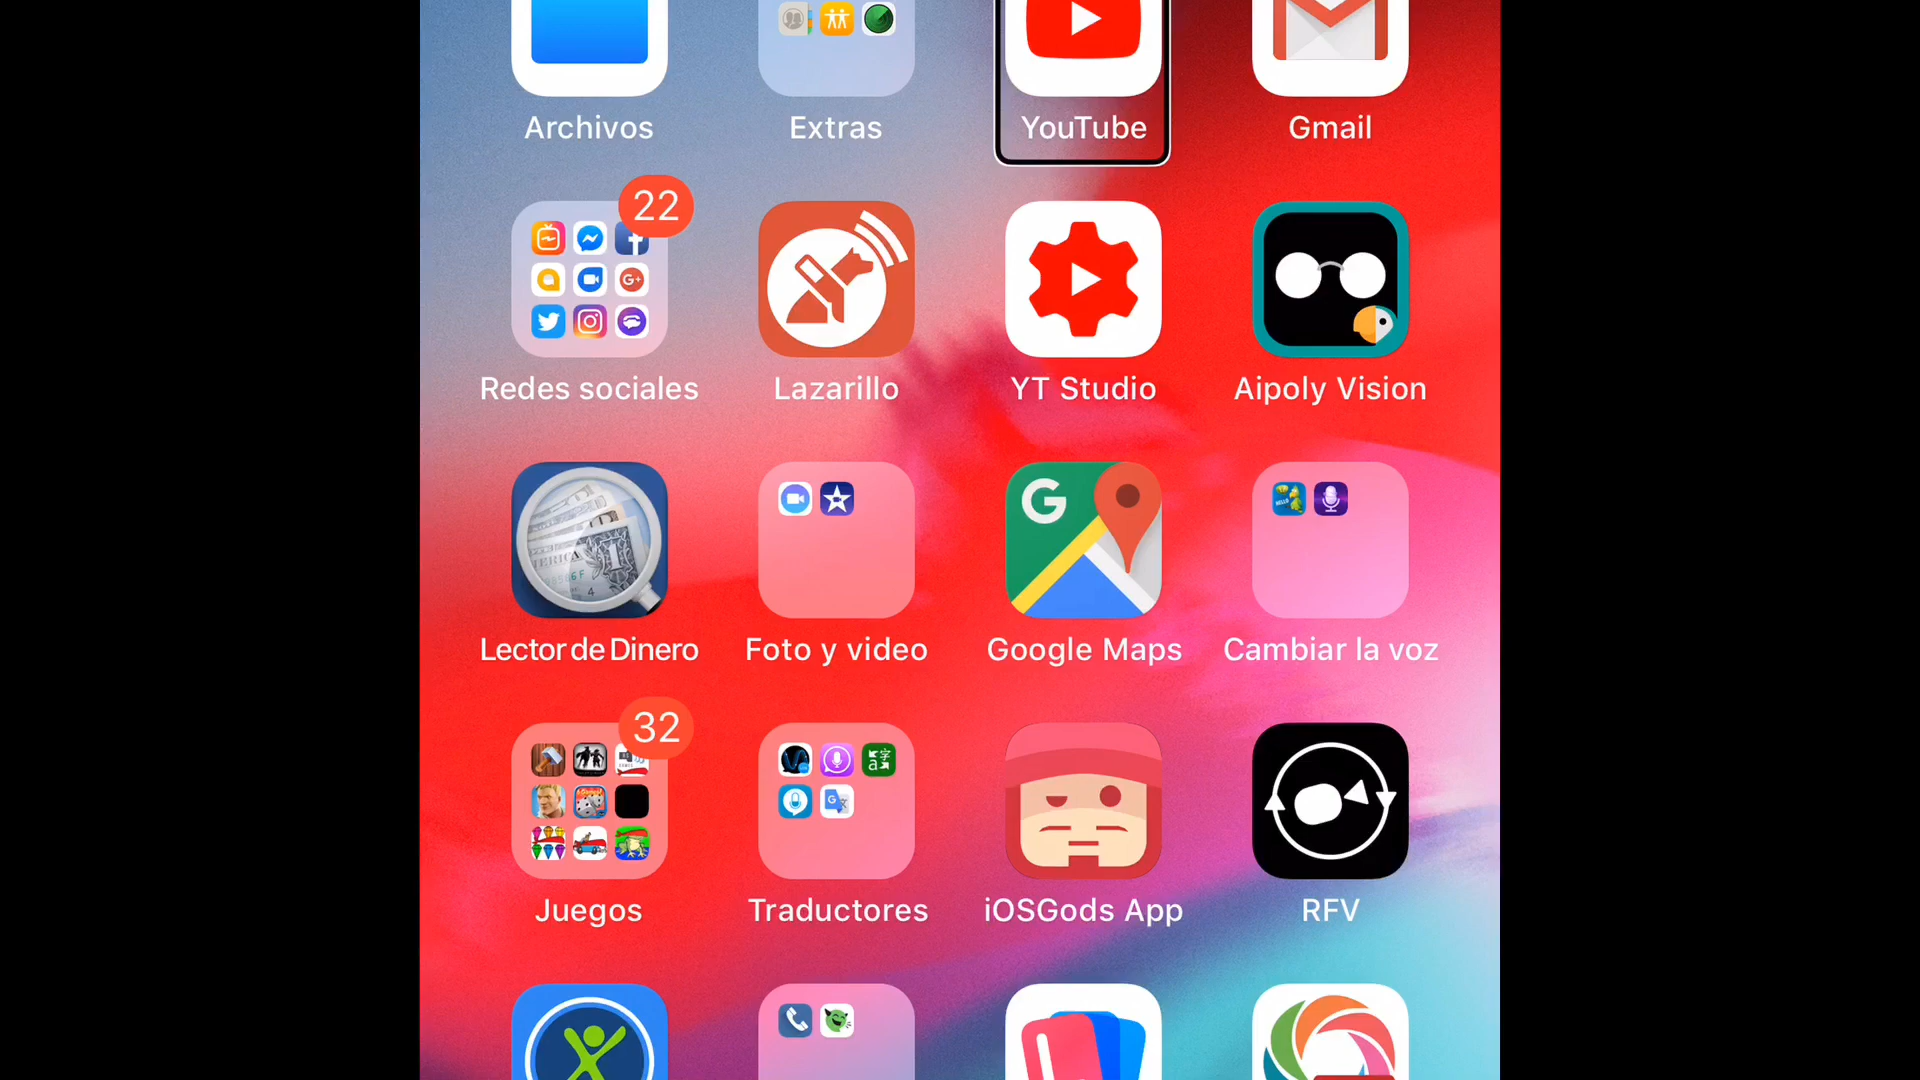 Archivos
Extras
YouTube
Gmail
22
Redes sociales
Lazarillo
YT Studio
Aipoly Vision
G
Lector de Dinero
Foto y video
Google Maps
Cambiar la voz
32
Juegos
Traductores
iOSGods App
RFV